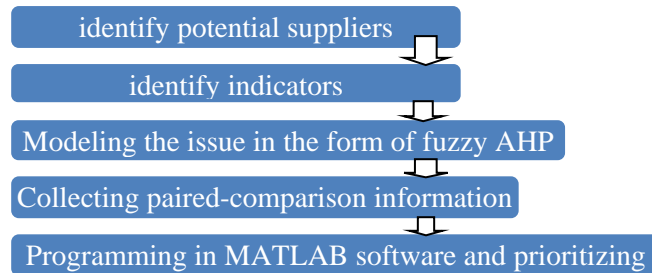 identify potential suppliers
identify indicators
Modeling the issue in the form of fuzzy AHP
Collecting paired-comparison information
Programming in MATLAB software and prioritizing